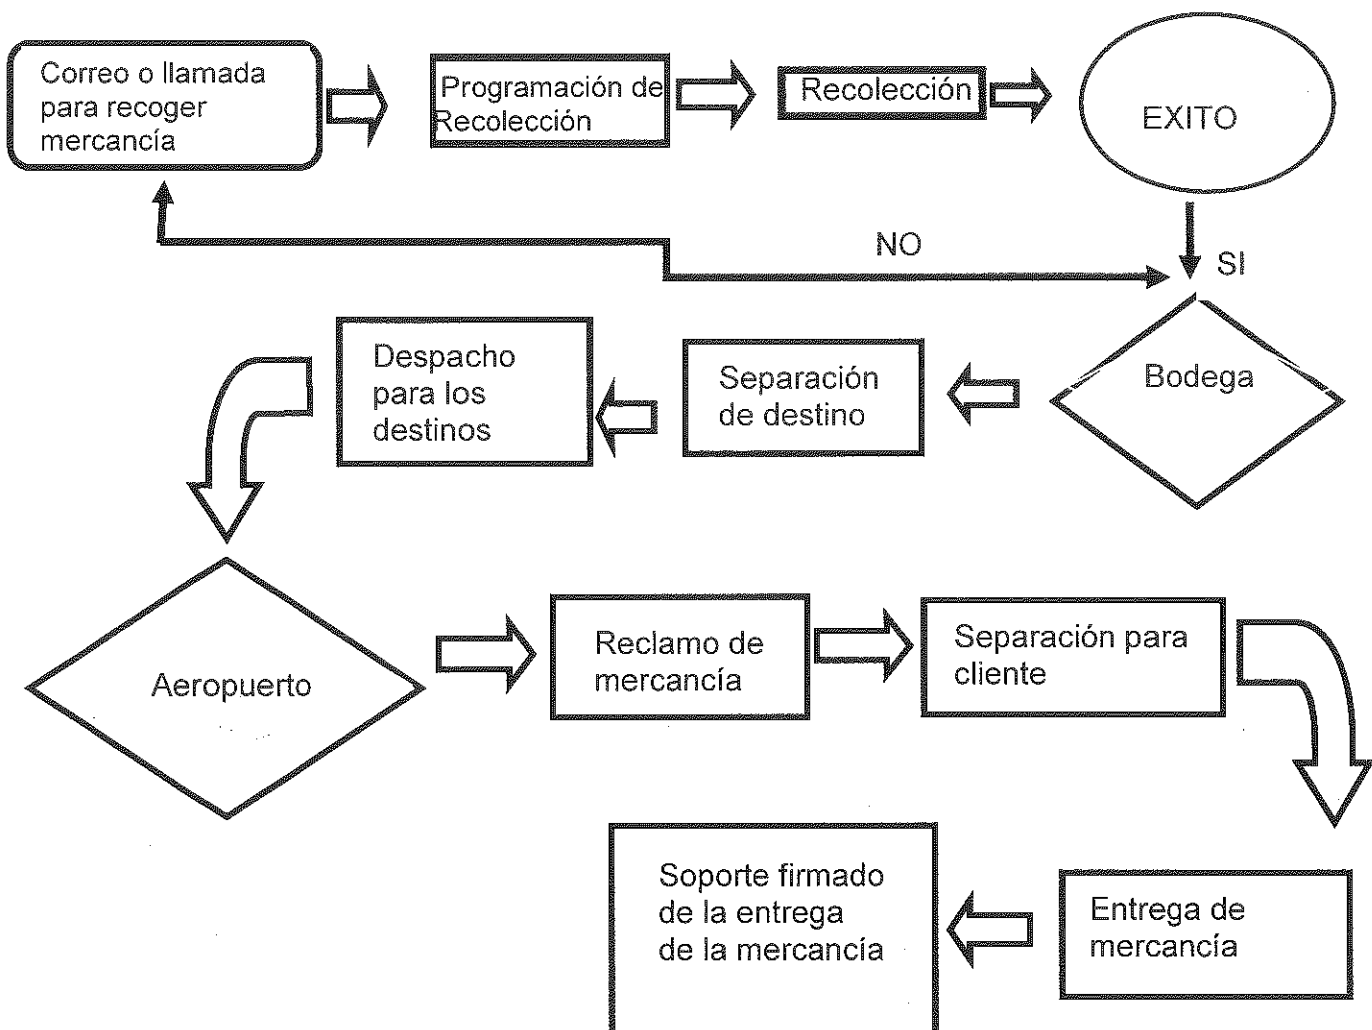 Correo o llamada
para recoger
mercancía
Programación de
Recolección
Recolección
EXITO
NO
SI
Despacho
para los
destinos
Separación
de destino
Bodega
Aeropuerto
Reclamo de
mercancía
Separación para
cliente
Soporte firmado
de la entrega
de la mercancía
Entrega de
mercancía